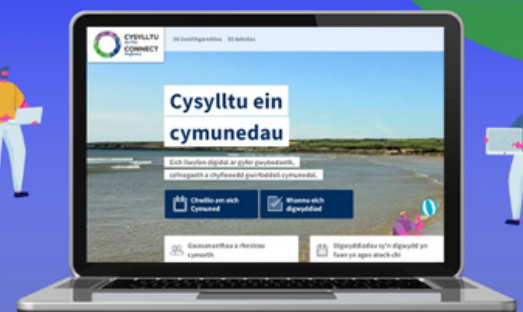 CYSYLLTU
CONNECT
Cysylltu ein
cymunedau
Eich llwyfan digidol ar gyfer gwybodaeth,
cefnogaeth a chyfleoedd gwirfoddoli cymunedol.
Chwilio am eich
Cymuned
Rhannu eich
digwyddiad
Gwasanaethau a rhestrau
cymorth
Digwyddiadau sy'n digwydd yn
fuan yn agos atoch chi